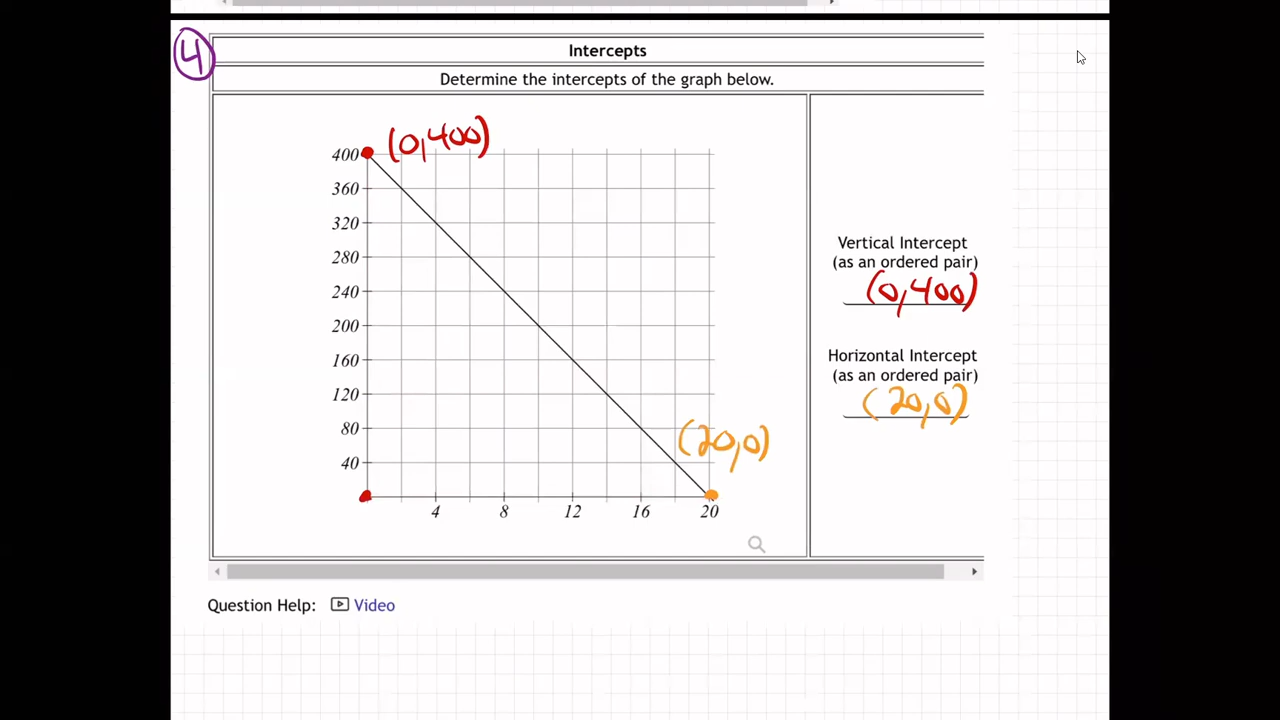 4
Intercepts
Determine the intercepts of the graph below.
(0,400)
400
360
320
280
240
200
160
120
80
40
(20,0)
4 8 12 16 20
Vertical Intercept
(as an ordered pair)
(0,400)
Horizontal Intercept
(as an ordered pair)
(20,0)
Question Help: Video